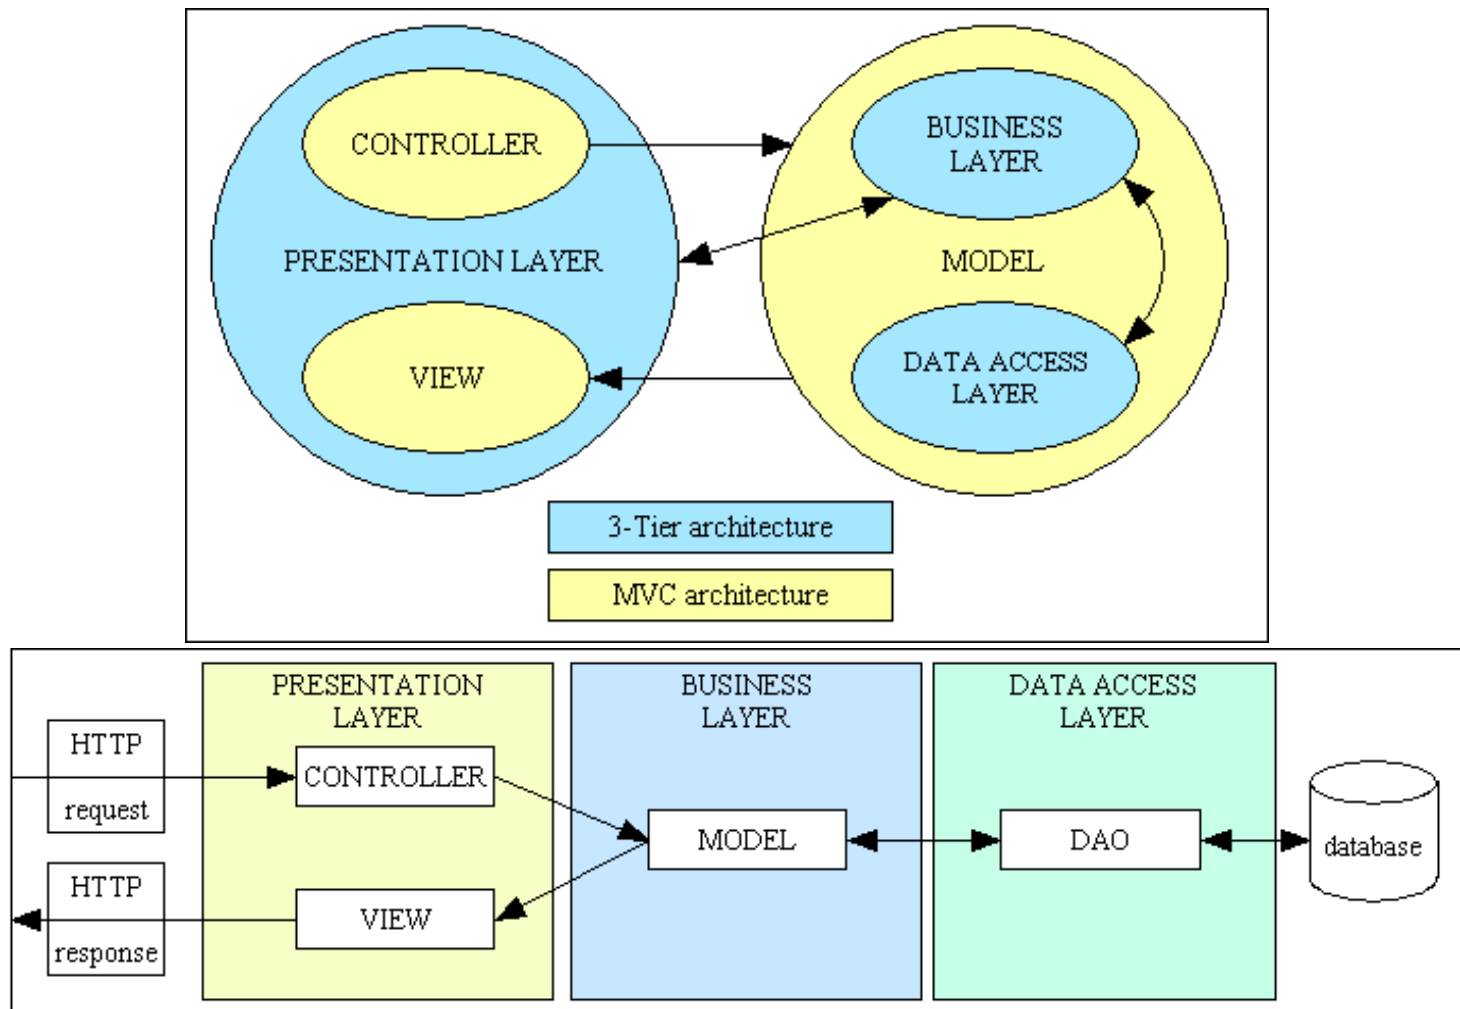 CONTROLLER
PRESENTATION LAYER
VIEW
BUSINESS
LAYER
MODEL
DATA ACCESS
LAYER
3-Tier architecture
MVC architecture
HTTP
request
HTTP
response
PRESENTATION
LAYER
CONTROLLER
VIEW
BUSINESS
LAYER
MODEL
DATA ACCESS
LAYER
DAO
database